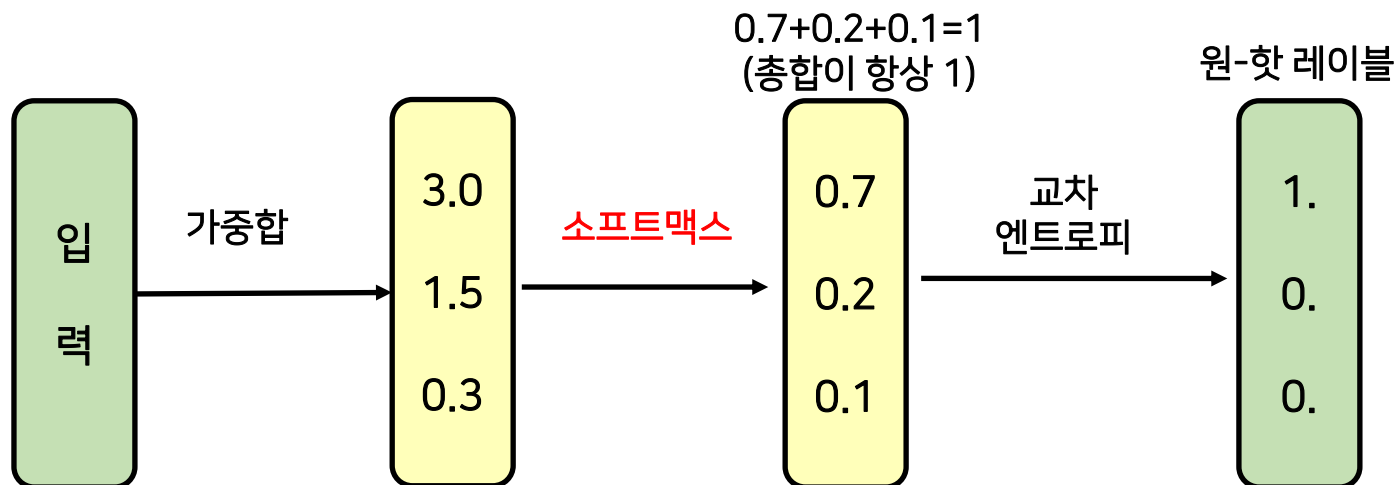 0.7+0.2+0.1=1
(총합이 항상 1)
원-핫 레이블
입
력
가중합
3.0
1.5
0.3
소프트맥스
0.7
0.2
0.1
교차
엔트로피
1.
0.
0.